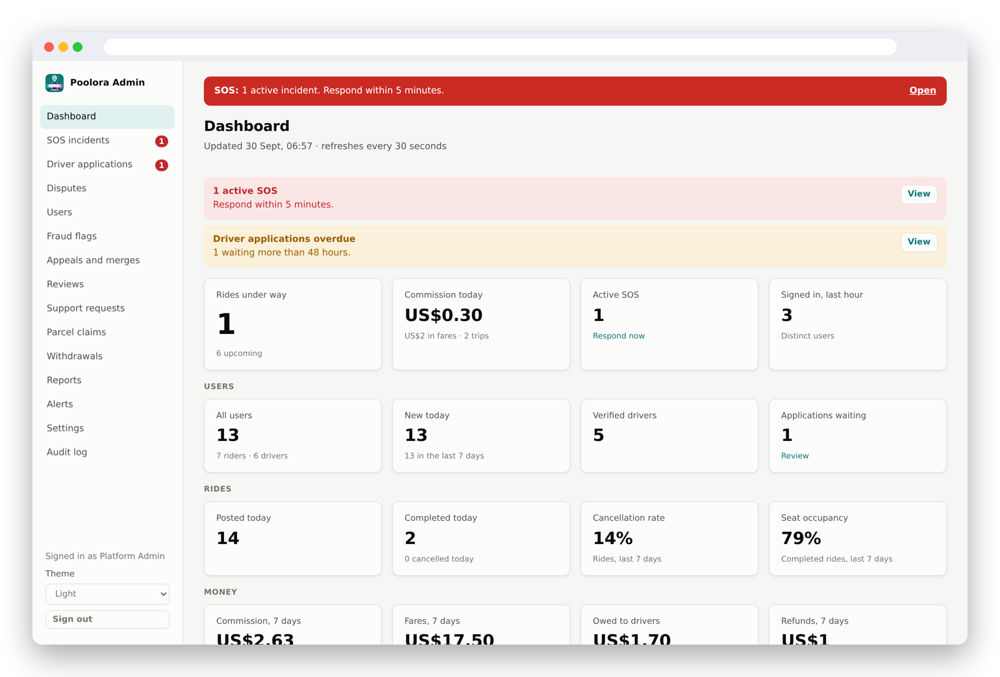 Poolora Admin
Dashboard
SOS incidents 1
Driver applications 1
Disputes
Users
Fraud flags
Appeals and merges
Reviews
Support requests
Parcel claims
Withdrawals
Reports
Alerts
Settings
Audit log
Signed in as Platform Admin
Theme
Light
Sign out
SOS: 1 active incident. Respond within 5 minutes. Open
Dashboard
Updated 30 Sept, 06:57 · refreshes every 30 seconds
1 active SOS
Respond within 5 minutes.
View
Driver applications overdue
1 waiting more than 48 hours.
View
Rides under way
1
6 upcoming
Commission today
US$0.30
US$2 in fares · 2 trips
Active SOS
1
Respond now
Signed in, last hour
3
Distinct users
USERS
All users
13
7 riders · 6 drivers
New today
13
13 in the last 7 days
Verified drivers
5
Applications waiting
1
Review
RIDES
Posted today
14
Completed today
2
0 cancelled today
Cancellation rate
14%
Rides, last 7 days
Seat occupancy
79%
Completed rides, last 7 days
MONEY
Commission, 7 days
US$2.63
Fares, 7 days
US$17.50
Owed to drivers
US$1.70
Refunds, 7 days
US$1